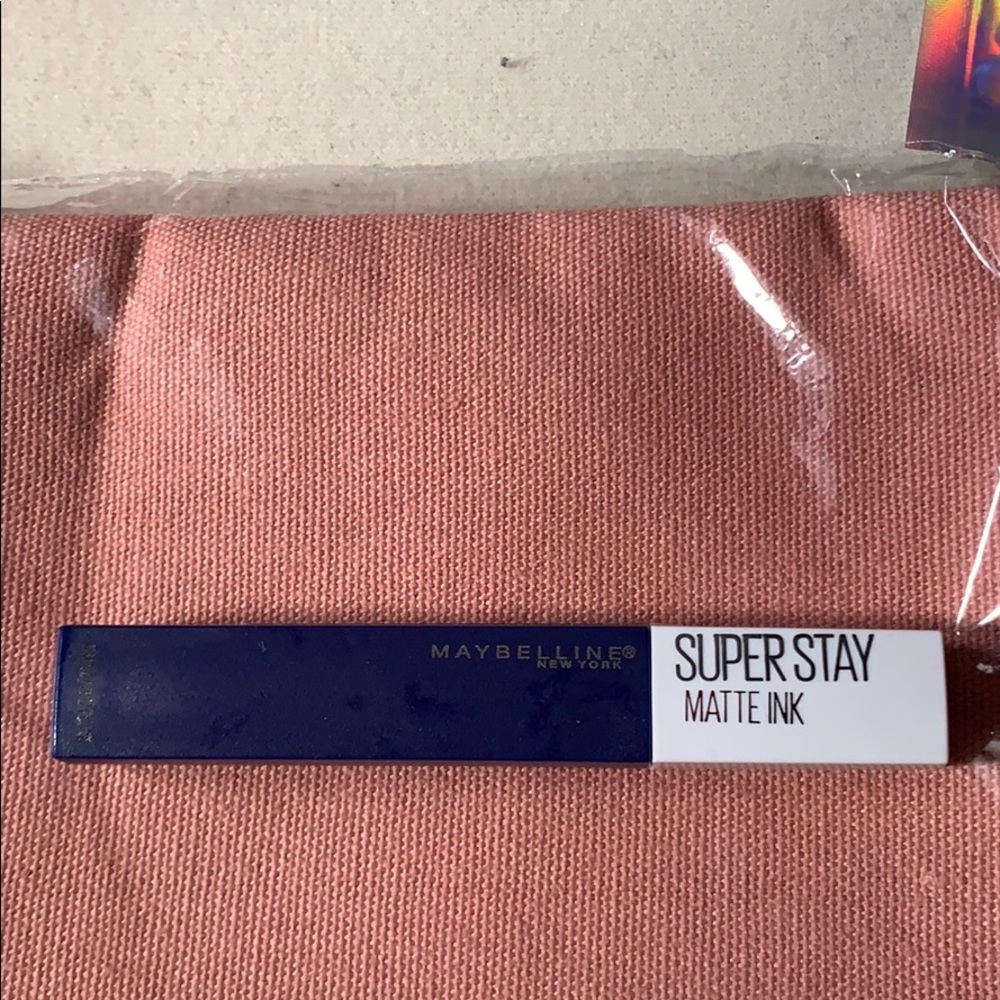 MAYBELLINE®
NEW YORK
SUPER STAY
MATTE INK